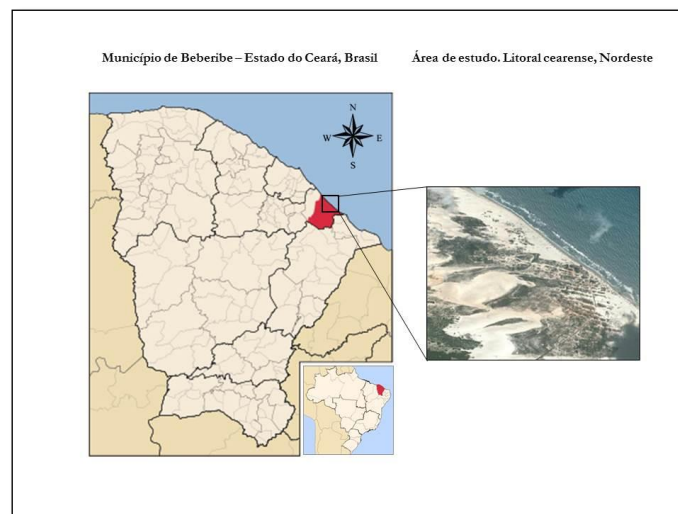 Município de Beberibe – Estado do Ceará, Brasil
Área de estudo. Litoral cearense, Nordeste
N
W
E
S